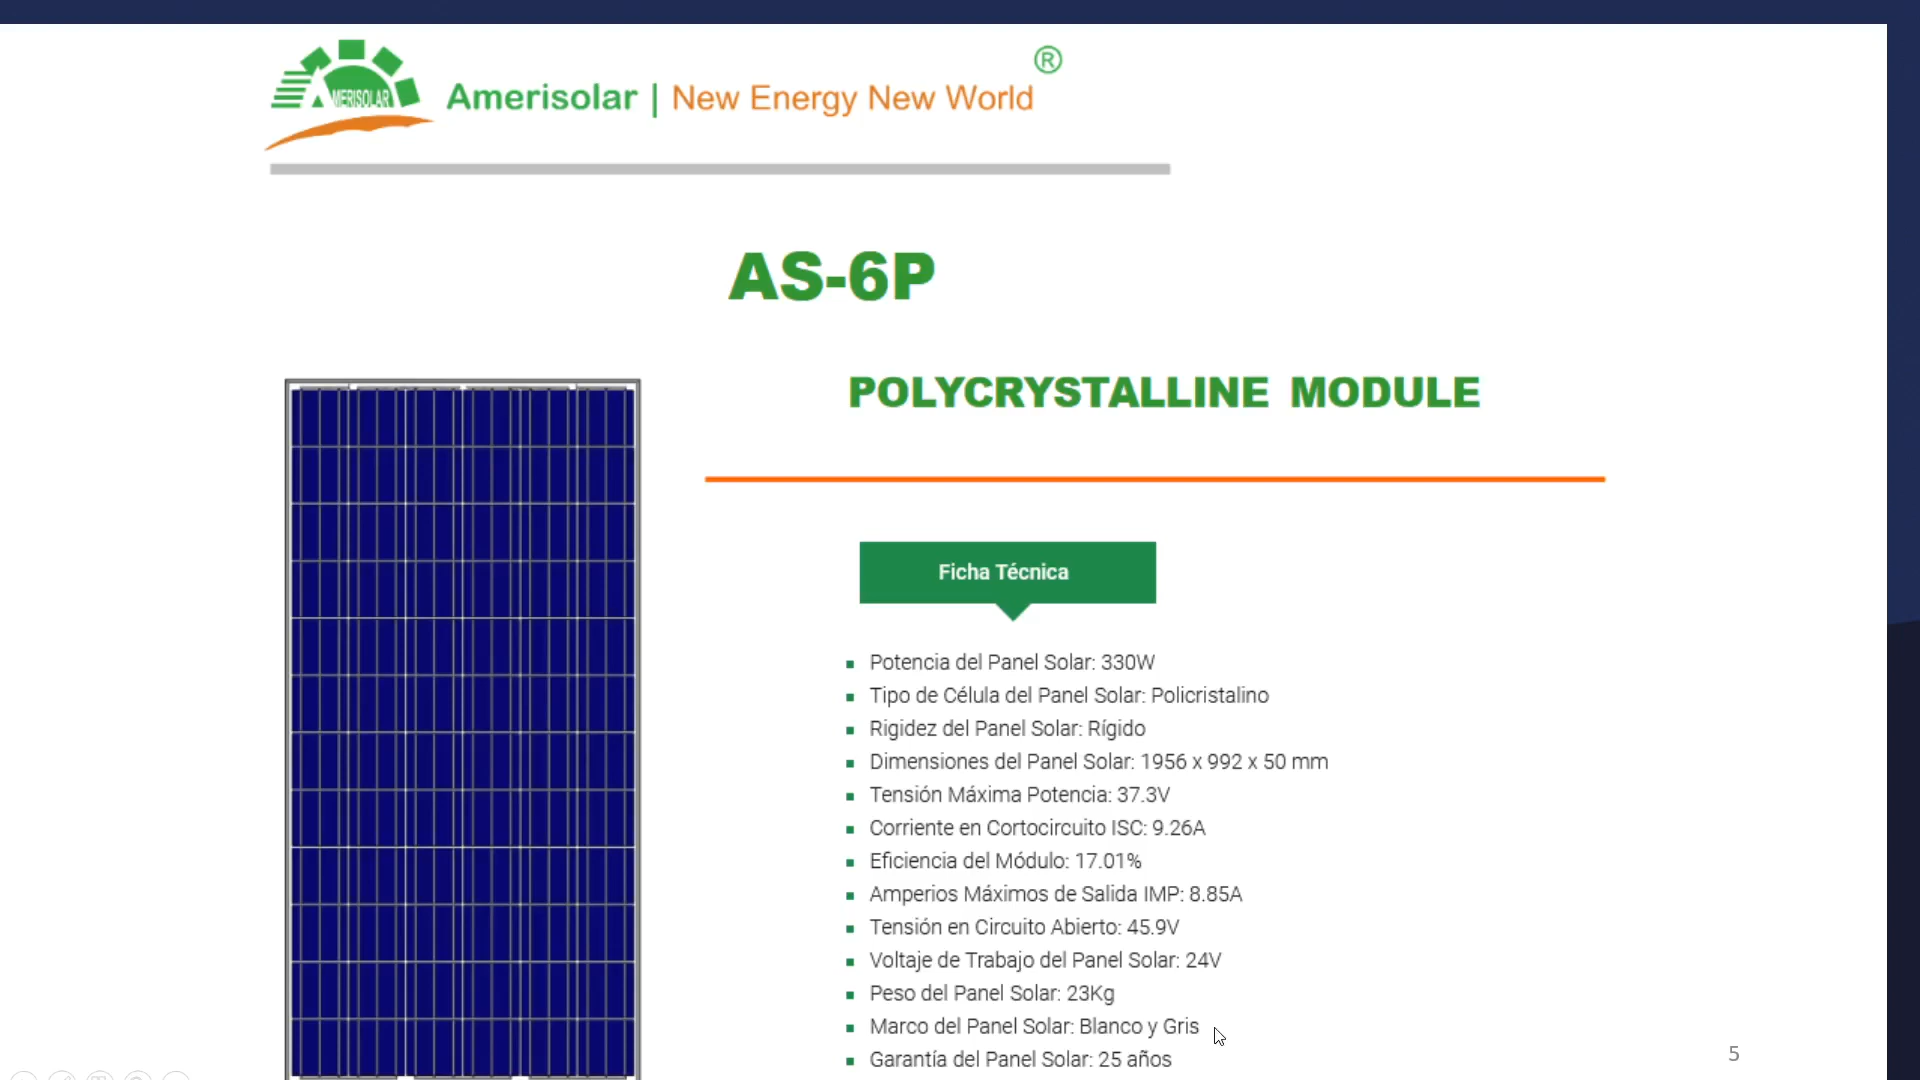 ®
AMERISOLAR
Amerisolar | New Energy New World
AS-6P
POLYCRYSTALLINE MODULE
Ficha Técnica
Potencia del Panel Solar: 330W
Tipo de Célula del Panel Solar: Policristalino
Rigidez del Panel Solar: Rígido
Dimensiones del Panel Solar: 1956 x 992 x 50 mm
Tensión Máxima Potencia: 37.3V
Corriente en Cortocircuito ISC: 9.26A
Eficiencia del Módulo: 17.01%
Amperios Máximos de Salida IMP: 8.85A
Tensión en Circuito Abierto: 45.9V
Voltaje de Trabajo del Panel Solar: 24V
Peso del Panel Solar: 23Kg
Marco del Panel Solar: Blanco y Gris
Garantía del Panel Solar: 25 años
5